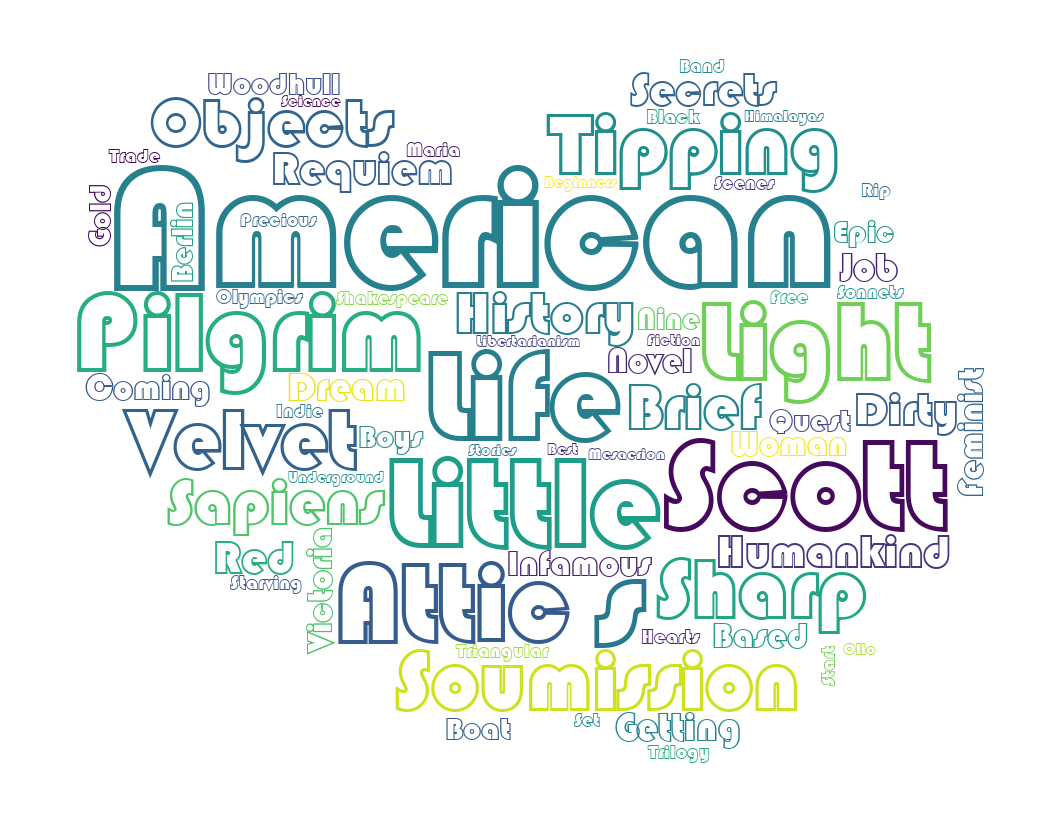 Band
Woodhull
Secrets
Science
Objects
Black
Himalayas
Tipping
Trade
Maria
Requiem
Beginners
Scenes
Rip
Gold
American
Precious
Berlin
Epic
Job
Olympics
Shakespeare
Free
Sonnets
Pilgrim
History
Nine
Light
Libertarianism
Fiction
Novel
Coming
Dream
Life
Brief
Feminist
Indie
Velvet
Quest
Dirty
Boys
Woman
Stories
Best
Mesaerion
Scott
Underground
Little
Sapiens
Victoria
Red
Infamous
Humankind
Starving
Attic
s
Sharp
Hearts
Based
Triangular
Olio
Start
Soumission
Boat
Set
Getting
Trilogy